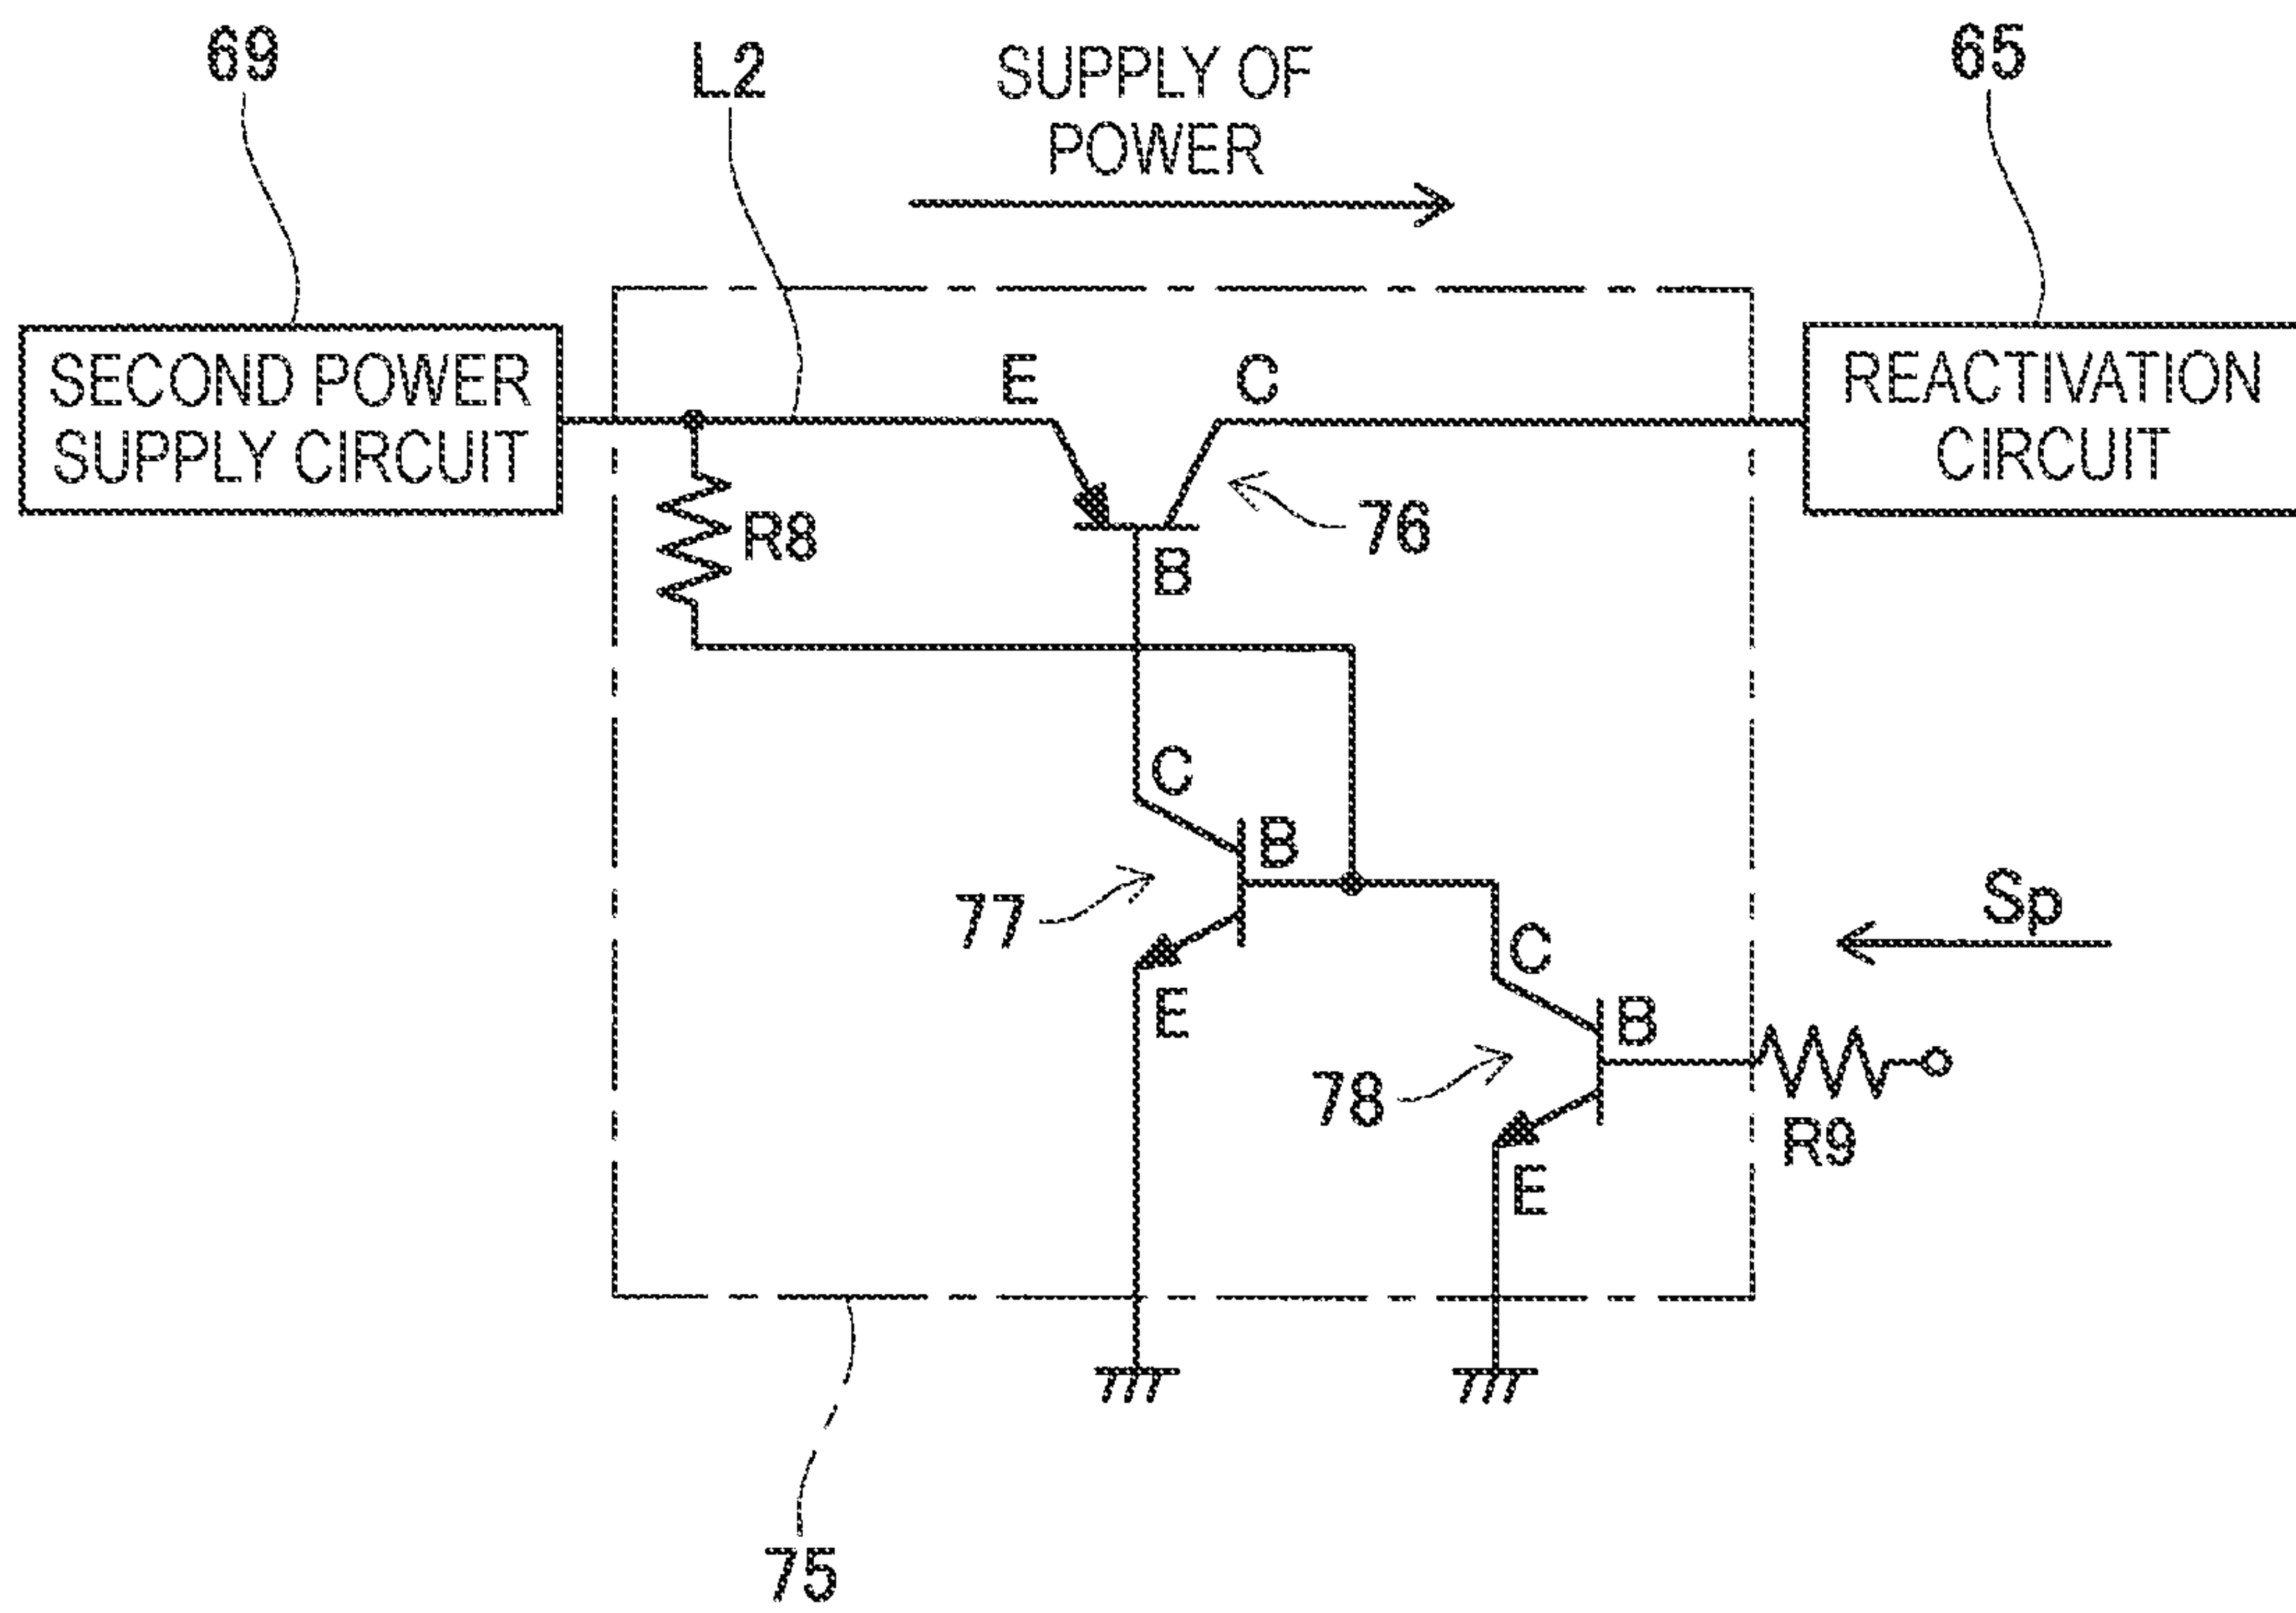 69
L2
SUPPLY OF
POWER
65
SECOND POWER
SUPPLY CIRCUIT
E
C
REACTIVATION
CIRCUIT
R8
B
76
C
B
77
E
Sp
C
B
78
E
R9
75